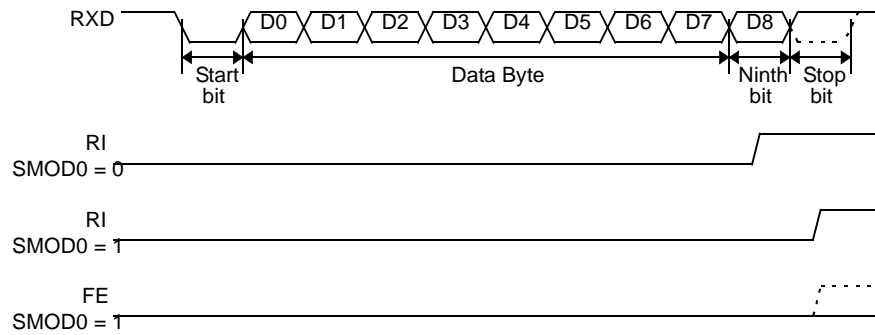 RXD D0 D1 D2 D3 D4 D5 D6 D7 D8
Start bit
Data Byte
Ninth bit
Stop bit
RI
SMOD0 = 0
RI
SMOD0 = 1
FE
SMOD0 = 1